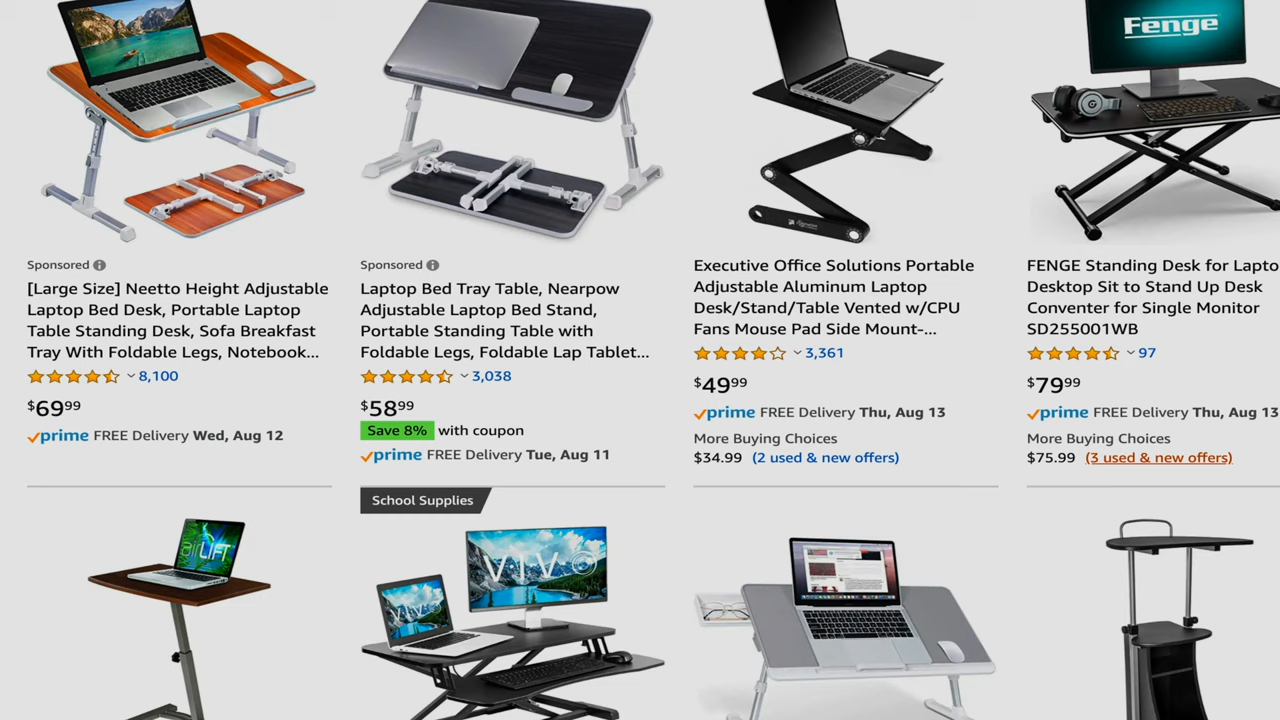 Fenge
Sponsored
[Large Size] Neetto Height Adjustable
Laptop Bed Desk, Portable Laptop
Table Standing Desk, Sofa Breakfast
Tray With Foldable Legs, Notebook...
8,100
$69.99
prime FREE Delivery Wed, Aug 12
Sponsored
Laptop Bed Tray Table, Nearpow
Adjustable Laptop Bed Stand,
Portable Standing Table with
Foldable Legs, Foldable Lap Tablet...
3,038
$58.99
Save 8% with coupon
prime FREE Delivery Tue, Aug 11
Executive Office Solutions Portable
Adjustable Aluminum Laptop
Desk/Stand/Table Vented w/CPU
Fans Mouse Pad Side Mount-...
3,361
$49.99
prime FREE Delivery Thu, Aug 13
More Buying Choices
$34.99 (2 used & new offers)
FENGE Standing Desk for Lapto
Desktop Sit to Stand Up Desk
Conventer for Single Monitor
SD255001WB
97
$79.99
prime FREE Delivery Thu, Aug 13
More Buying Choices
$75.99 (3 used & new offers)
School Supplies
airLIFT
VIVO
VIVO